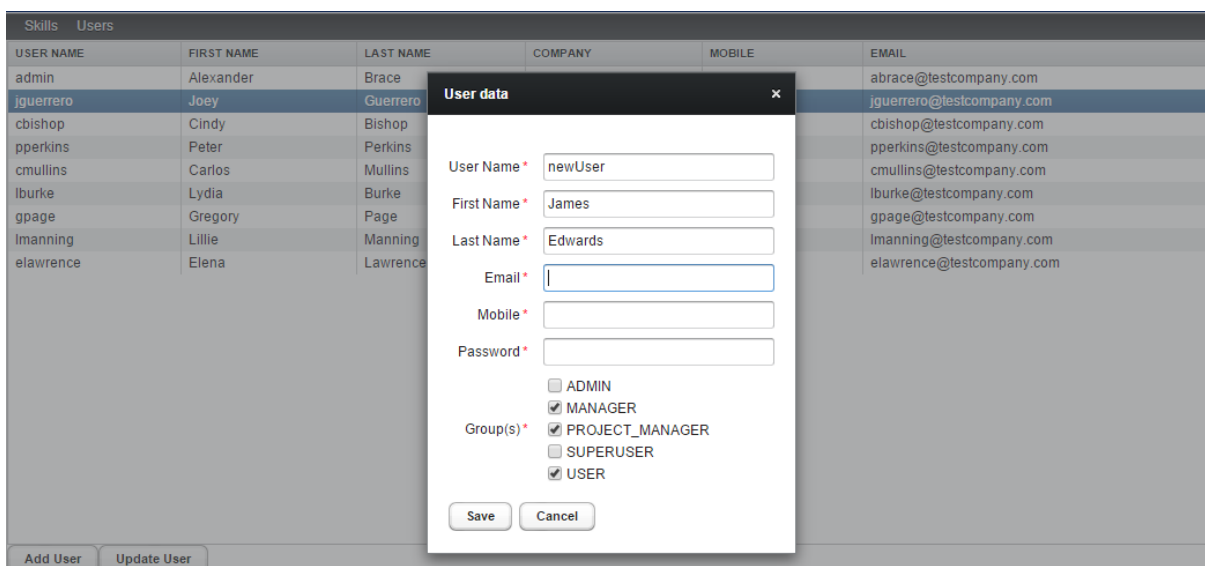 Skills Users
USER NAME FIRST NAME LAST NAME COMPANY MOBILE EMAIL
admin Alexander Brace abrace@testcompany.com
jguerrero Joey Guerrero jguerrero@testcompany.com
cbishop Cindy Bishop cbishop@testcompany.com
pperkins Peter Perkins pperkins@testcompany.com
cmullins Carlos Mullins cmullins@testcompany.com
lburke Lydia Burke lburke@testcompany.com
gpage Gregory Page gpage@testcompany.com
lmanning Lillie Manning lmanning@testcompany.com
elawrence Elena Lawrence elawrence@testcompany.com
User data ×
User Name * newUser
First Name * James
Last Name * Edwards
Email *
Mobile *
Password *
Group(s) *
ADMIN
MANAGER
PROJECT_MANAGER
SUPERUSER
USER
Save Cancel
Add User Update User